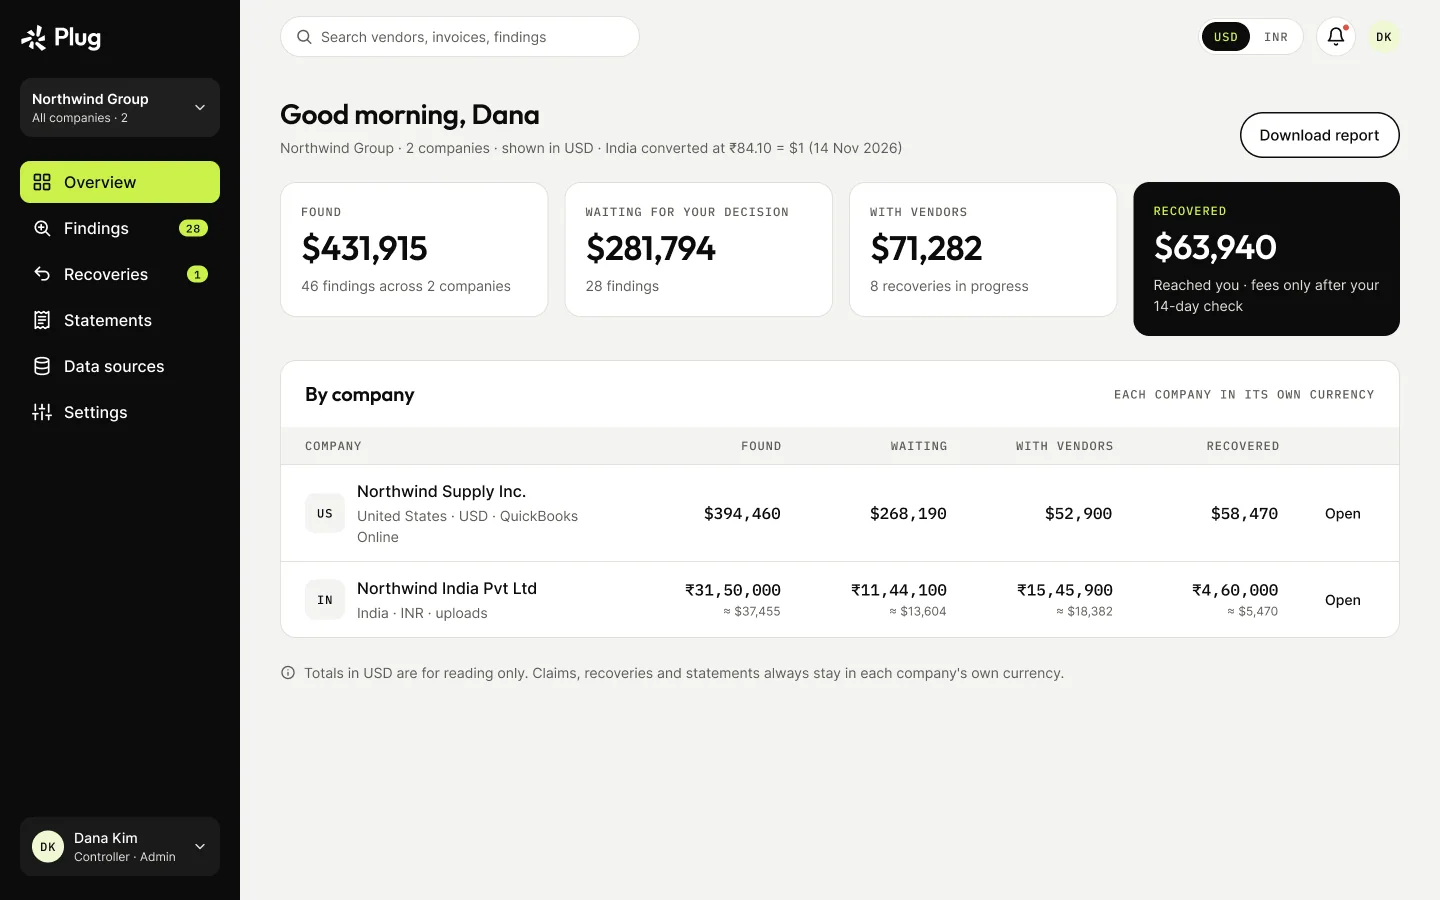 Plug
Northwind Group
All companies · 2
Overview
Findings 28
Recoveries 1
Statements
Data sources
Settings
DK
Dana Kim
Controller · Admin
Search vendors, invoices, findings
USD INR
DK
Good morning, Dana
Northwind Group · 2 companies · shown in USD · India converted at ₹84.10 = $1 (14 Nov 2026)
Download report
FOUND
$431,915
46 findings across 2 companies
WAITING FOR YOUR DECISION
$281,794
28 findings
WITH VENDORS
$71,282
8 recoveries in progress
RECOVERED
$63,940
Reached you · fees only after your
14-day check
By company
EACH COMPANY IN ITS OWN CURRENCY
COMPANY FOUND WAITING WITH VENDORS RECOVERED
US
Northwind Supply Inc.
United States · USD · QuickBooks
Online
$394,460 $268,190 $52,900 $58,470 Open
IN
Northwind India Pvt Ltd
India · INR · uploads
₹31,50,000 ₹11,44,100 ₹15,45,900 ₹4,60,000 Open
≈ $37,455 ≈ $13,604 ≈ $18,382 ≈ $5,470
Totals in USD are for reading only. Claims, recoveries and statements always stay in each company's own currency.